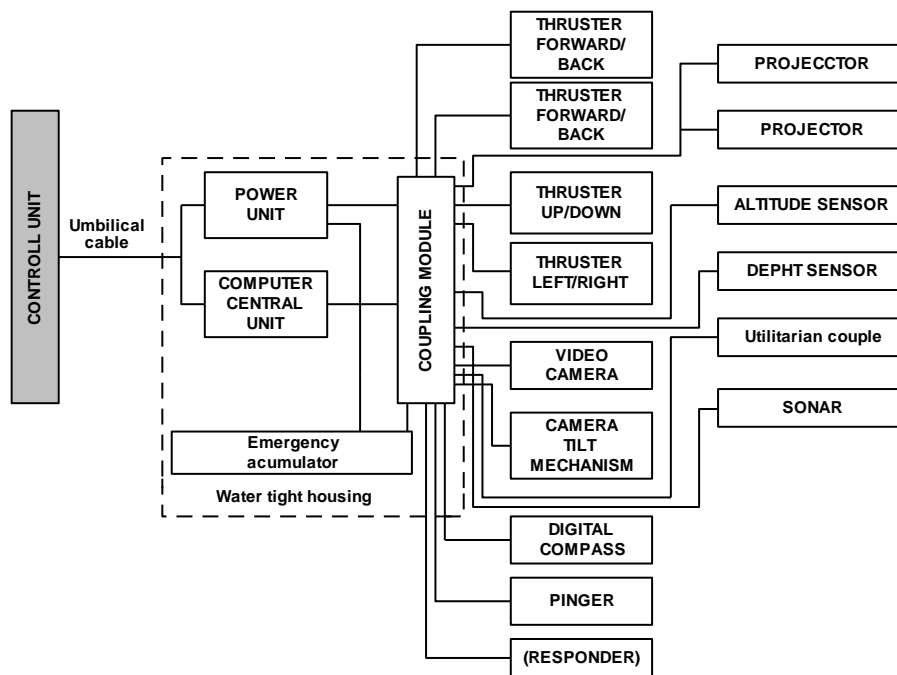 CONTROLL UNIT
Umbilical
cable
POWER
UNIT
COMPUTER
CENTRAL
UNIT
Emergency
acumulator
Water tight housing
COUPLING MODULE
THRUSTER
FORWARD/
BACK
THRUSTER
FORWARD/
BACK
THRUSTER
UP/DOWN
THRUSTER
LEFT/RIGHT
VIDEO
CAMERA
CAMERA
TILT
MECHANISM
DIGITAL
COMPASS
PINGER
(RESPONDER)
PROJECCTOR
PROJECTOR
ALTITUDE SENSOR
DEPHT SENSOR
Utilitarian couple
SONAR